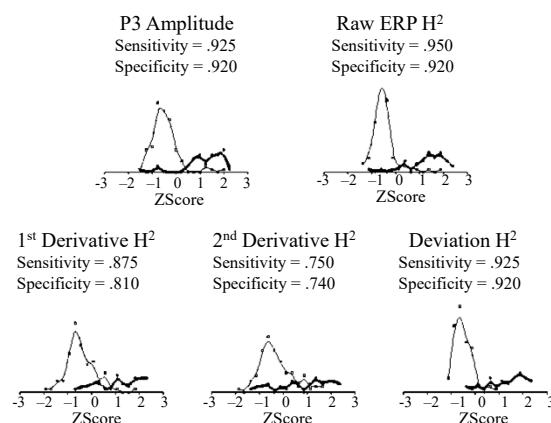 P3 Amplitude
Sensitivity = .925
Specificity = .920
-3 –2 –1 0 1 2 3
ZScore
Raw ERP H²
Sensitivity = .950
Specificity = .920
-3 –2 –1 0 1 2 3
ZScore
1st Derivative H²
Sensitivity = .875
Specificity = .810
-3 –2 –1 0 1 2 3
ZScore
2nd Derivative H²
Sensitivity = .750
Specificity = .740
-3 –2 –1 0 1 2 3
ZScore
Deviation H²
Sensitivity = .925
Specificity = .920
-3 –2 –1 0 1 2 3
ZScore